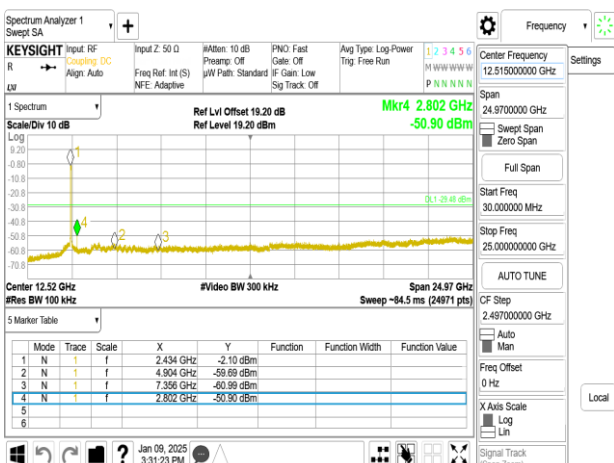 Spectrum Analyzer 1
Swept SA
Frequency
KEYSIGHT
R
Input: RF
Coupling: DC
Align: Auto
Input Z: 50 Ω
Freq Ref: Int (S)
NFE: Adaptive
#Atten: 10 dB
Preamp: Off
µW Path: Standard
PNO: Fast
Gate: Off
IF Gain: Low
Sig Track: Off
Avg Type: Log-Power
Trig: Free Run
1 2 3 4 5 6
M W W W W W
P N N N N N
1 Spectrum
Scale/Div 10 dB
Ref Lvl Offset 19.20 dB
Ref Level 19.20 dBm
Mkr4 2.802 GHz
-50.90 dBm
Log
9.20
-0.80
-10.8
-20.8
-30.8
-40.8
-50.8
-60.8
-70.8
1
4
2
3
DL1 -29.48 dBm
Center 12.52 GHz
#Res BW 100 kHz
#Video BW 300 kHz
Span 24.97 GHz
Sweep ~84.5 ms (24971 pts)
5 Marker Table
Mode Trace Scale X Y Function Function Width Function Value
1 N 1 f 2.434 GHz -2.10 dBm
2 N 1 f 4.904 GHz -59.69 dBm
3 N 1 f 7.356 GHz -60.99 dBm
4 N 1 f 2.802 GHz -50.90 dBm
5
6
?
Jan 09, 2025
3:31:23 PM
Center Frequency
12.515000000 GHz
Span
24.9700000 GHz
Swept Span
Zero Span
Full Span
Start Freq
30.000000 MHz
Stop Freq
25.000000000 GHz
AUTO TUNE
CF Step
2.497000000 GHz
Auto
Man
Freq Offset
0 Hz
X Axis Scale
Log
Lin
Signal Track
Settings
Local